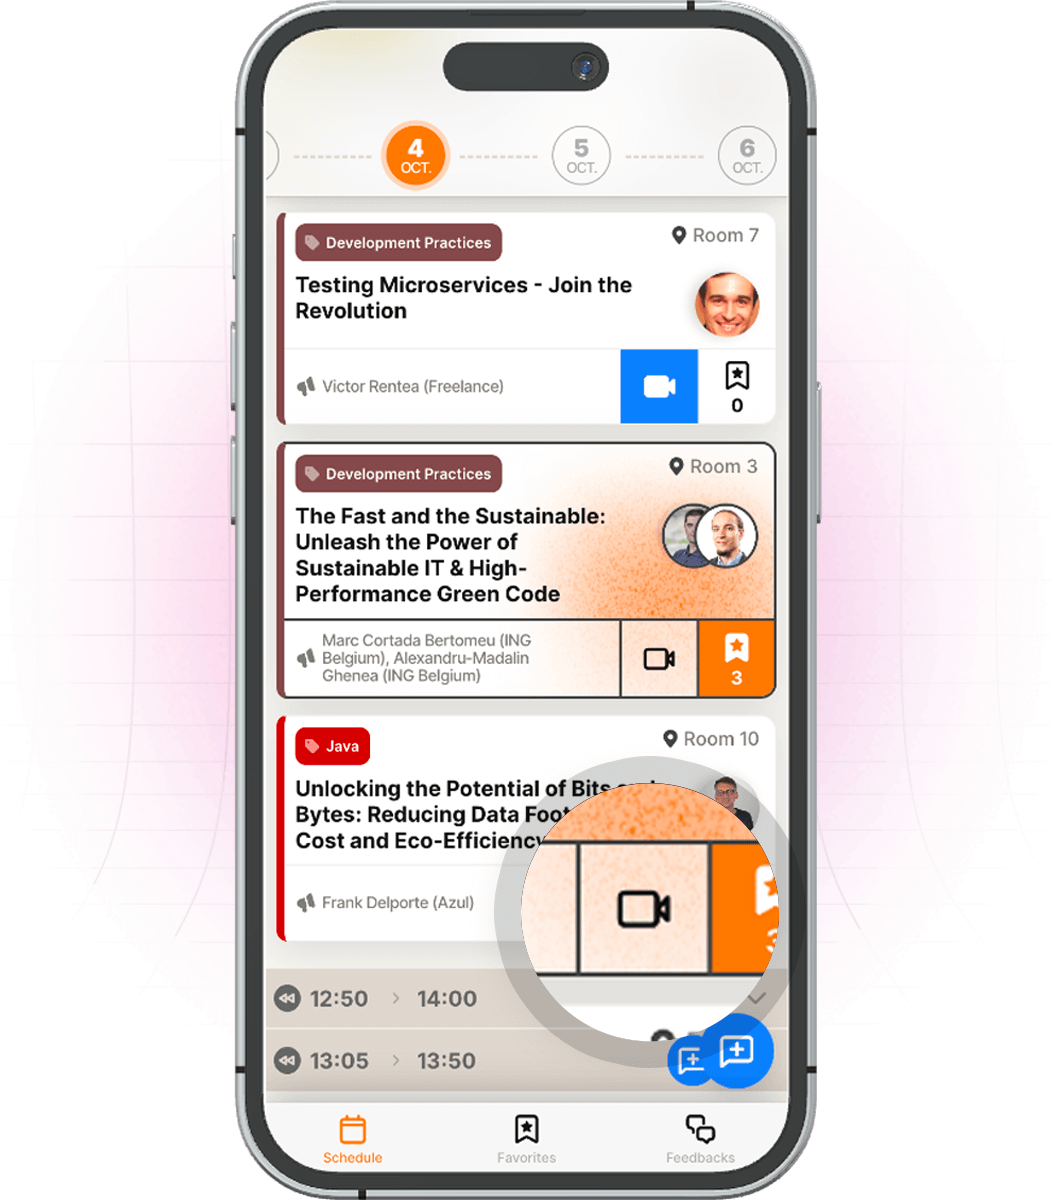 4
OCT.
5
OCT.
6
OCT.
Development Practices
Room 7
Testing Microservices - Join the
Revolution
Victor Rentea (Freelance)
0
Development Practices
Room 3
The Fast and the Sustainable:
Unleash the Power of
Sustainable IT & High-
Performance Green Code
Marc Cortada Bertomeu (ING
Belgium), Alexandru-Madalin
Ghenea (ING Belgium)
3
Java
Room 10
Unlocking the Potential of Bits and
Bytes: Reducing Data Foot
Cost and Eco-Efficiency
Frank Delporte (Azul)
3
12:50 > 14:00
13:05 > 13:50
Schedule
Favorites
Feedbacks